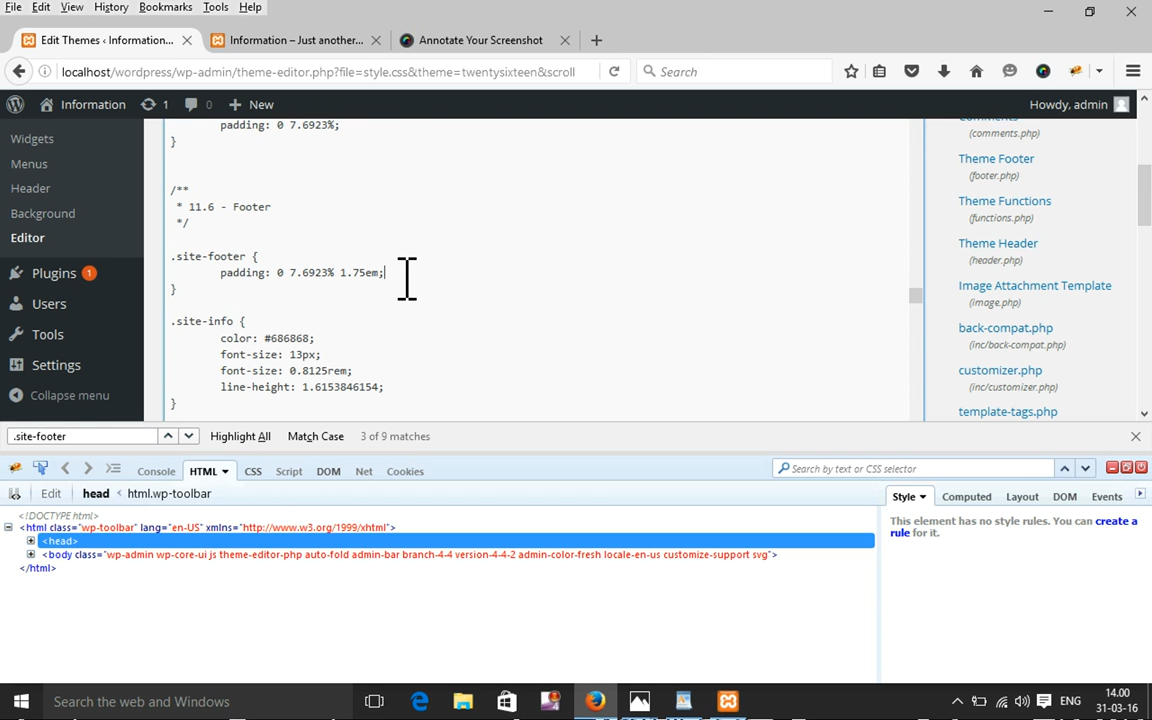 File Edit View History Bookmarks Tools Help
Edit Themes ‹ Information... Information – Just another... Annotate Your Screenshot
localhost/wordpress/wp-admin/theme-editor.php?file=style.css&theme=twentysixteen&scroll Search
Information 1 0 New Howdy, admin
Widgets
Menus
Header
Background
Editor
Plugins 1
Users
Tools
Settings
Collapse menu
padding: 0 7.6923%;
}
/**
* 11.6 - Footer
*/
.site-footer {
padding: 0 7.6923% 1.75em;
}
.site-info {
color: #686868;
font-size: 13px;
font-size: 0.8125rem;
line-height: 1.6153846154;
}
Comments
(comments.php)
Theme Footer
(footer.php)
Theme Functions
(functions.php)
Theme Header
(header.php)
Image Attachment Template
(image.php)
back-compat.php
(inc/back-compat.php)
customizer.php
(inc/customizer.php)
template-tags.php
.site-footer Highlight All Match Case 3 of 9 matches
Console HTML CSS Script DOM Net Cookies Search by text or CSS selector
Edit head < html.wp-toolbar Style Computed Layout DOM Events
<!DOCTYPE html>
<html class="wp-toolbar" lang="en-US" xmlns="http://www.w3.org/1999/xhtml">
<head>
<body class="wp-admin wp-core-ui js theme-editor-php auto-fold admin-bar branch-4-4 version-4-4-2 admin-color-fresh locale-en-us customize-support svg">
</html>
This element has no style rules. You can create a
rule for it.
Search the web and Windows ENG 14.00
31-03-16